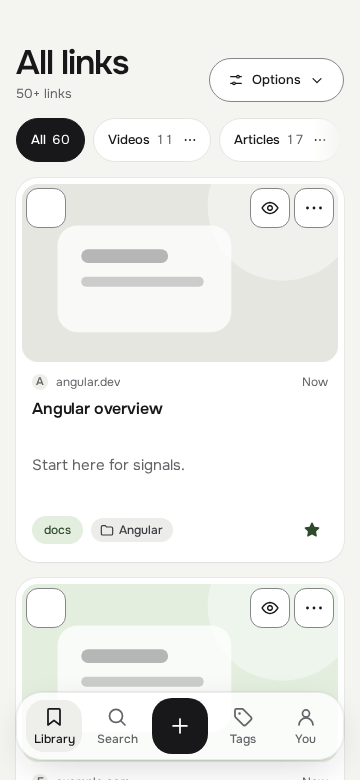 All links
50+ links
Options
All 60
Videos 11 ...
Articles 17 ...
A angular.dev Now
Angular overview
Start here for signals.
docs Angular
Library Search Tags You